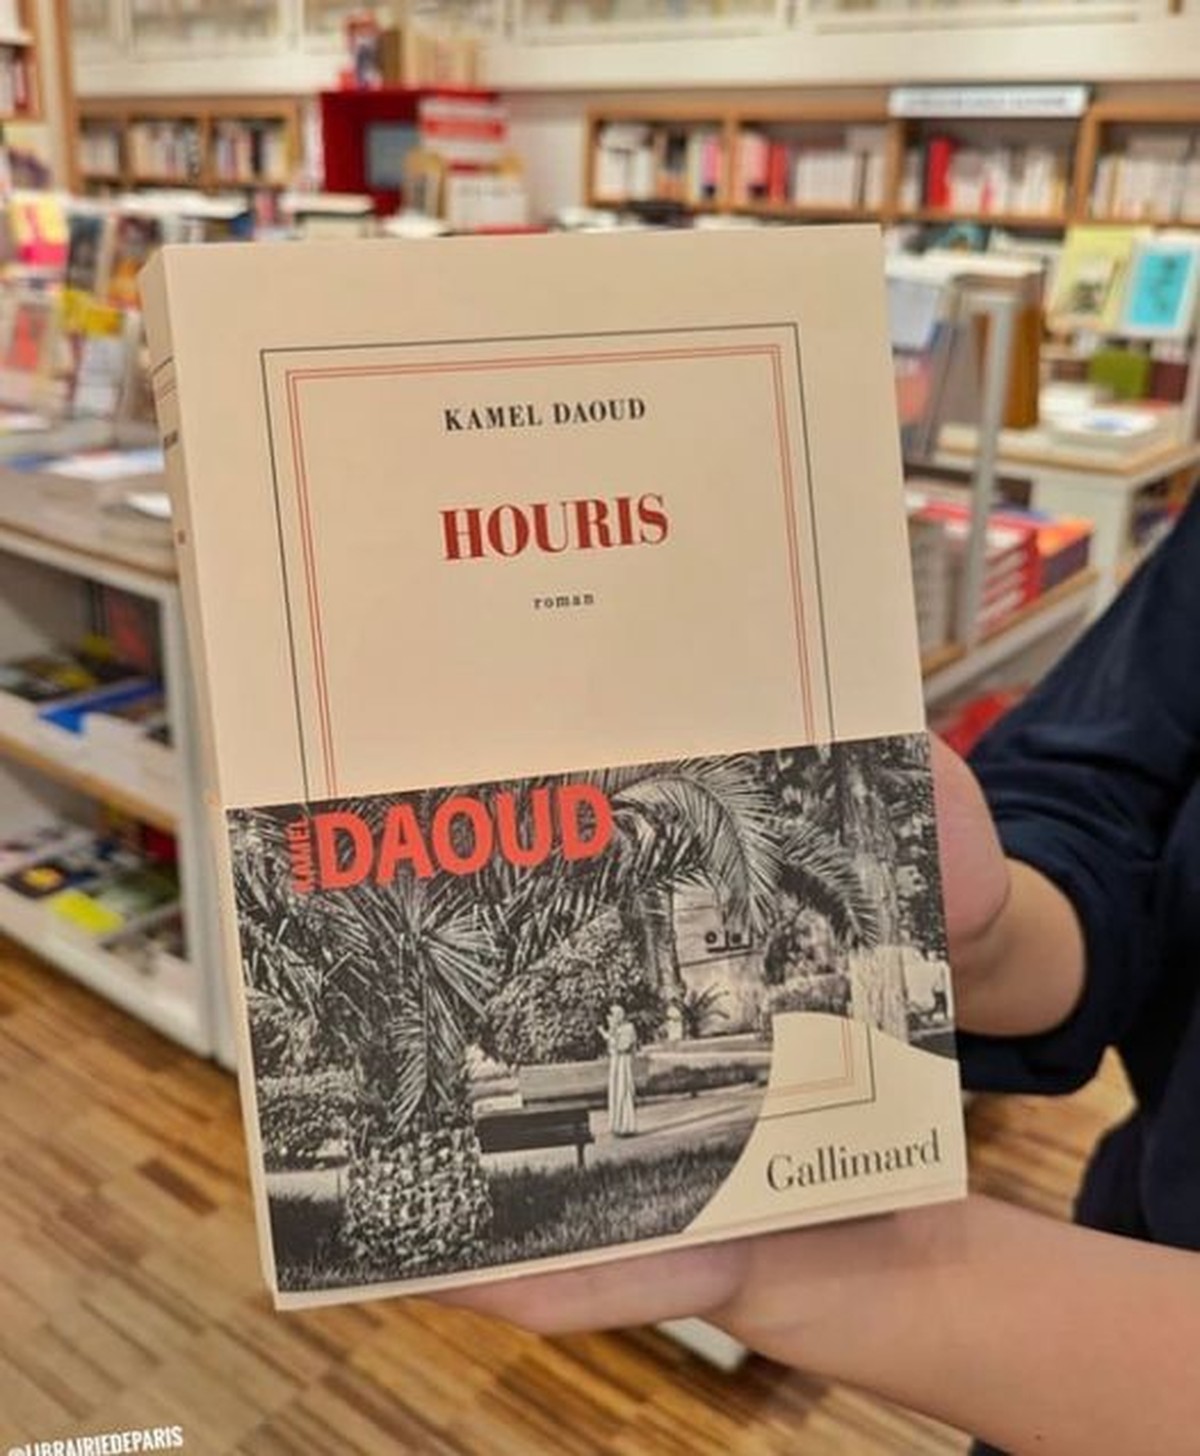 KAMEL DAOUD
HOURIS
roman
KAMEL
DAOUD
Gallimard
@LIBRAIRIEDEPARIS